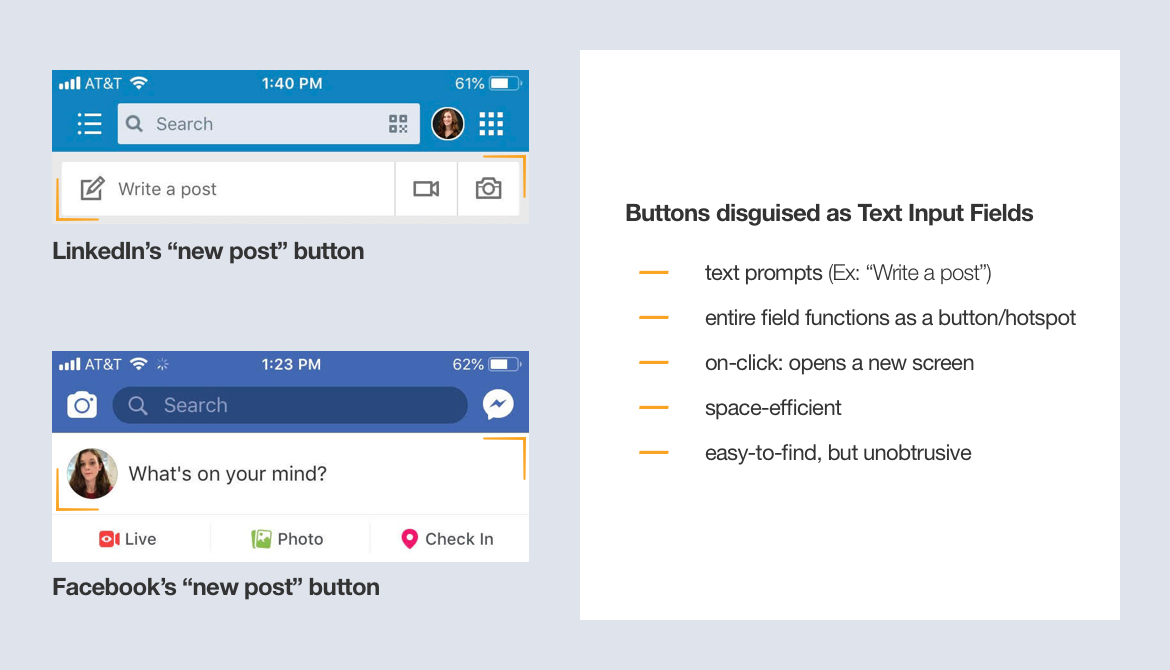 AT&T 1:40 PM 61%
Search
Write a post
LinkedIn’s “new post” button
AT&T 1:23 PM 62%
Search
What's on your mind?
Live Photo Check In
Facebook’s “new post” button
Buttons disguised as Text Input Fields
text prompts (Ex: “Write a post”)
entire field functions as a button/hotspot
on-click: opens a new screen
space-efficient
easy-to-find, but unobtrusive